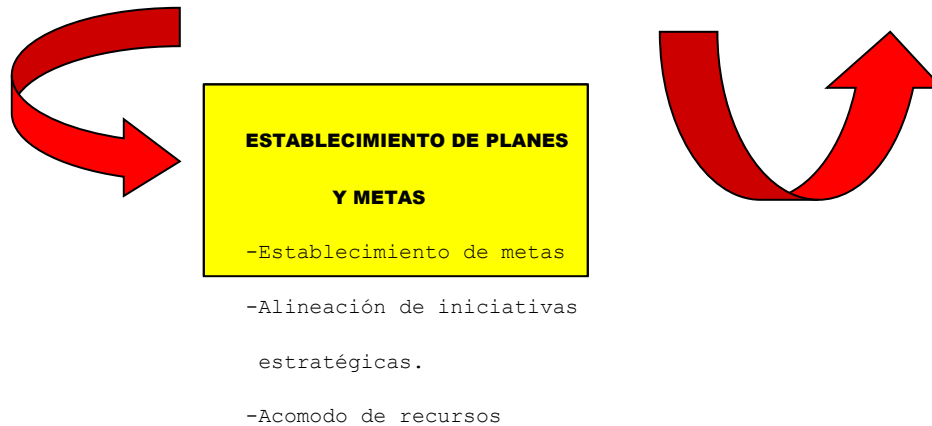 ESTABLECIMIENTO DE PLANES
Y METAS
-Establecimiento de metas
-Alineación de iniciativas
estratégicas.
-Acomodo de recursos